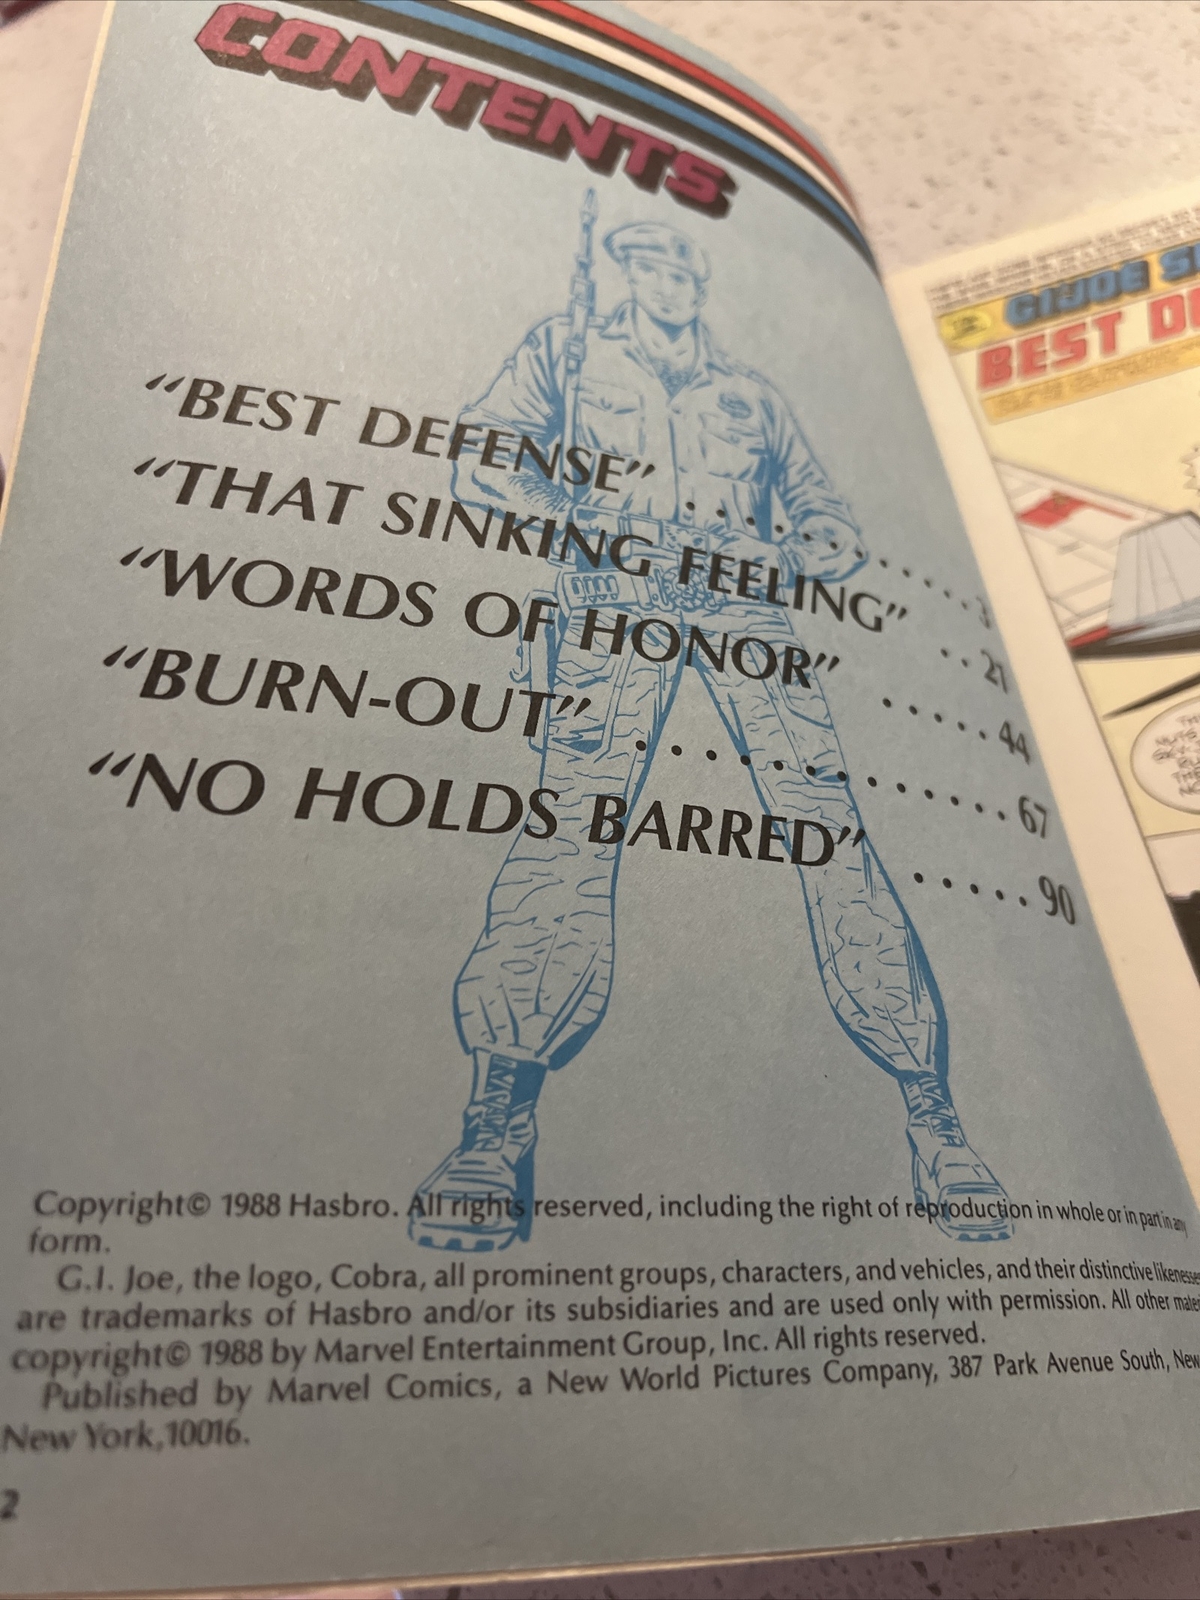 CONTENTS
“BEST DEFENSE” . . . . . . . . . . . . . 3
“THAT SINKING FEELING” . . 21
“WORDS OF HONOR” . . . . . 44
“BURN-OUT” . . . . . . . . . . . . . 67
“NO HOLDS BARRED” . . . . . 90
Copyright© 1988 Hasbro. All rights reserved, including the right of reproduction in whole or in part in any
form.
G.I. Joe, the logo, Cobra, all prominent groups, characters, and vehicles, and their distinctive likenesses
are trademarks of Hasbro and/or its subsidiaries and are used only with permission. All other
copyright© 1988 by Marvel Entertainment Group, Inc. All rights reserved.
Published by Marvel Comics, a New World Pictures Company, 387 Park Avenue South, New
New York,10016.
2
GI JOE
BEST